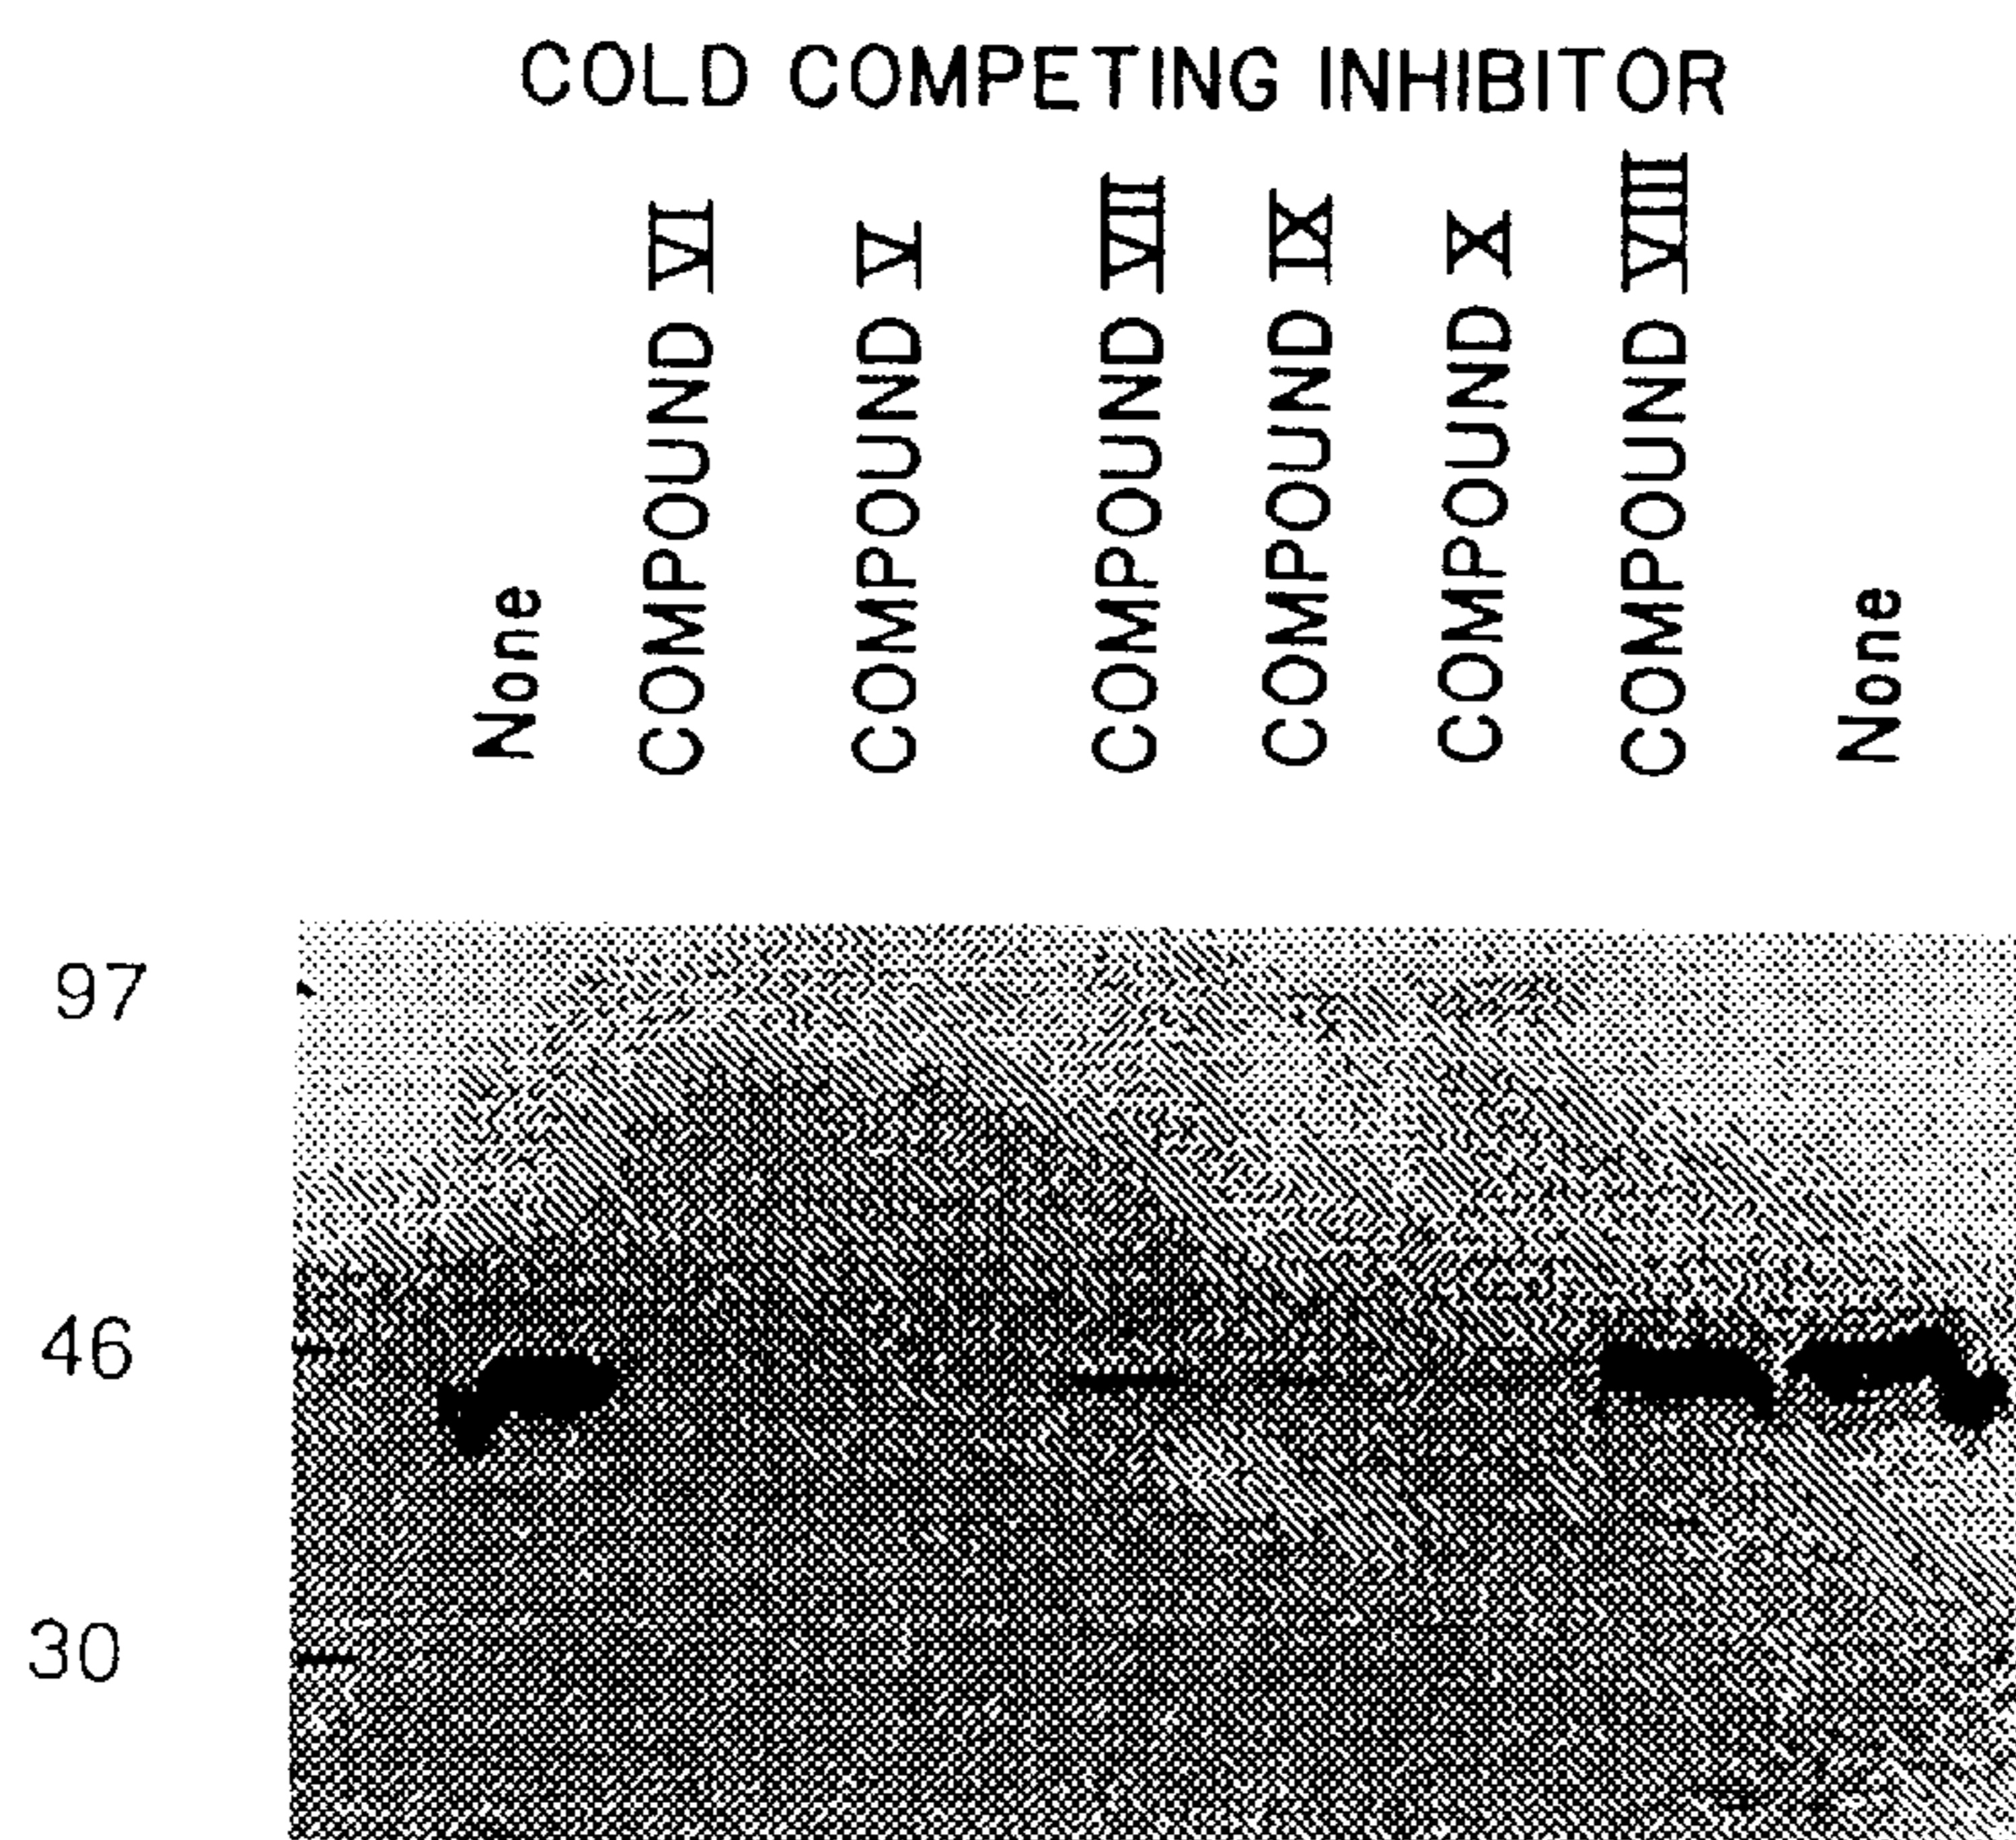 COLD COMPETING INHIBITOR
None
COMPOUND VI
COMPOUND V
COMPOUND VII
COMPOUND IX
COMPOUND X
COMPOUND VIII
None
97
46
30